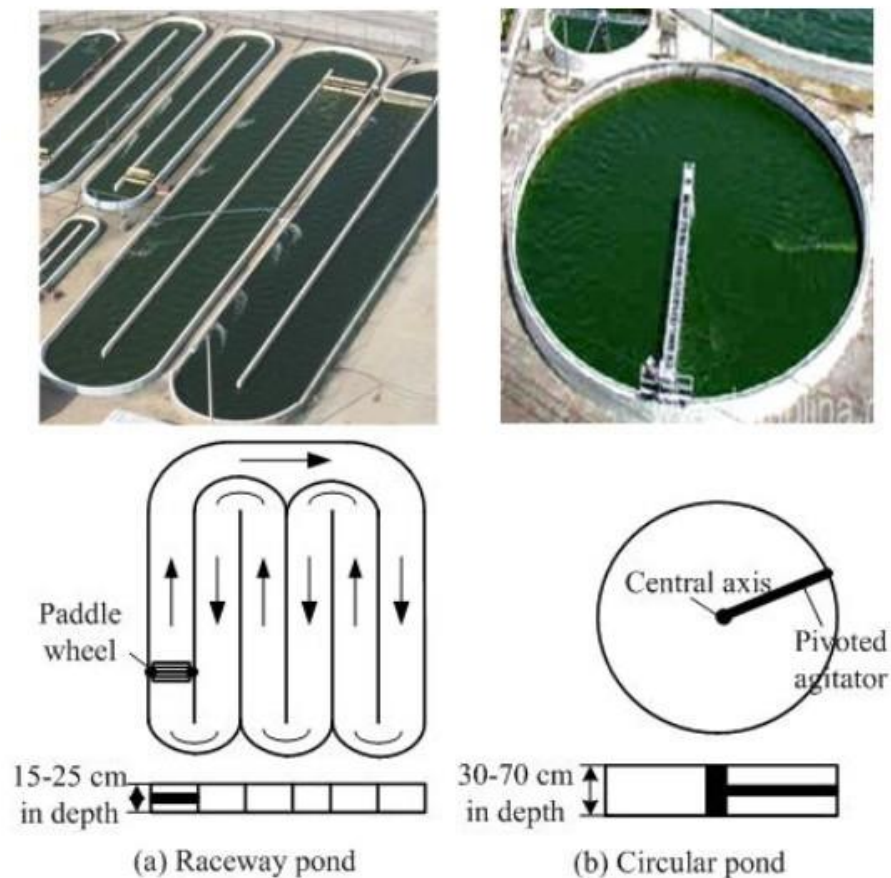 Paddle
wheel
15-25 cm
in depth
(a) Raceway pond
Central axis
Pivoted
agitator
30-70 cm
in depth
(b) Circular pond